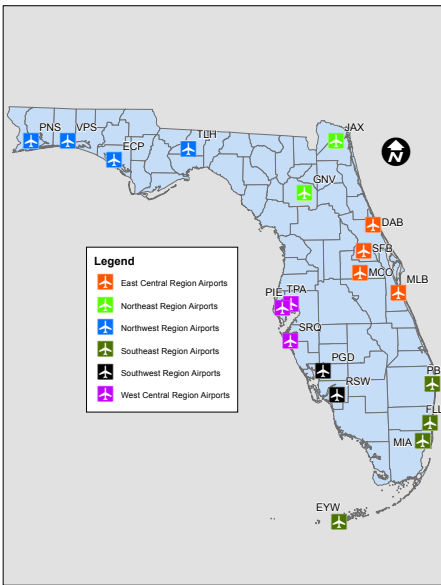 PNS
VPS
ECP
TLH
JAX
GNV
N
DAB
SFB
MCO
MLB
PIE
TPA
SRQ
PGD
RSW
PB
FLL
MIA
EYW
Legend
East Central Region Airports
Northeast Region Airports
Northwest Region Airports
Southeast Region Airports
Southwest Region Airports
West Central Region Airports